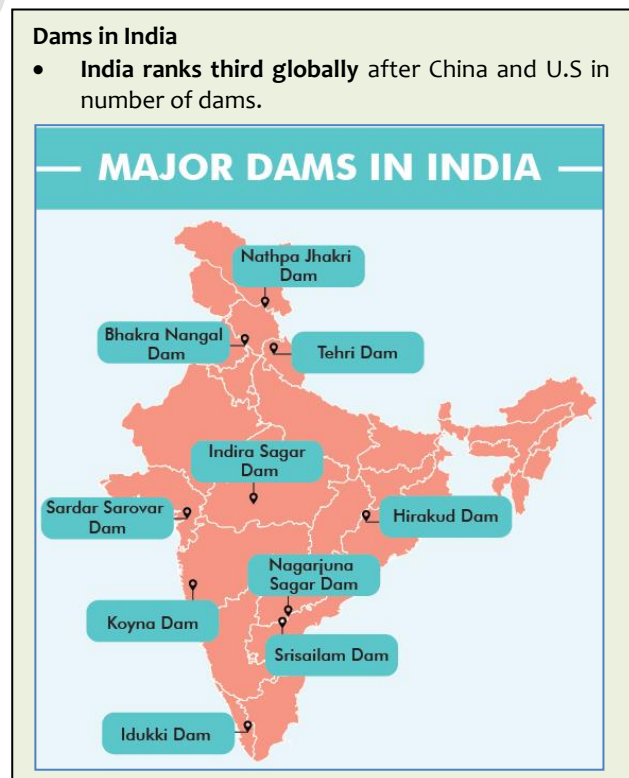 Dams in India
• India ranks third globally after China and U.S in
number of dams.
MAJOR DAMS IN INDIA
Nathpa Jhakri
Dam
Bhakra Nangal
Dam
Tehri Dam
Indira Sagar
Dam
Sardar Sarovar
Dam
Hirakud Dam
Nagarjuna
Sagar Dam
Koyna Dam
Srisailam Dam
Idukki Dam